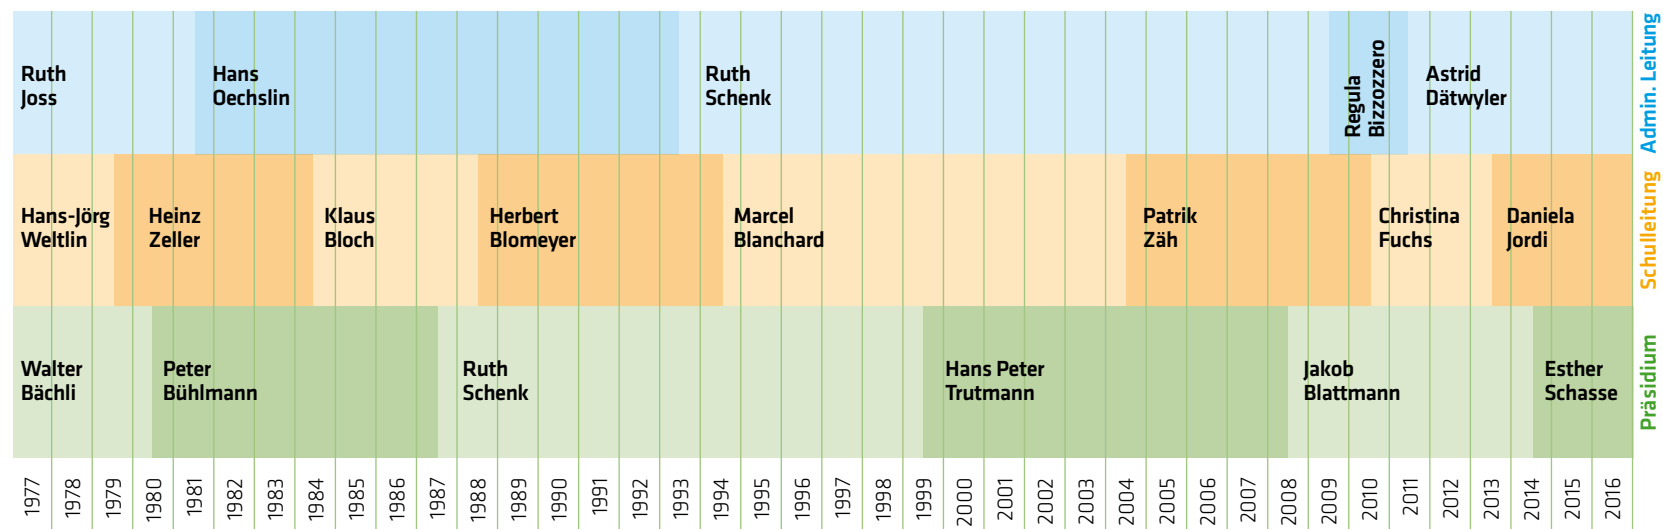 Ruth
Joss
Hans
Oechslin
Ruth
Schenk
Regula
Bizzozzero
Astrid
Dätwyler
Admin. Leitung
Hans-Jörg
Weltlin
Heinz
Zeller
Klaus
Bloch
Herbert
Blomeyer
Marcel
Blanchard
Patrik
Zäh
Christina
Fuchs
Daniela
Jordi
Schulleitung
Walter
Bächli
Peter
Bühlmann
Ruth
Schenk
Hans Peter
Trutmann
Jakob
Blattmann
Esther
Schasse
Präsidium
1977
1978
1979
1980
1981
1982
1983
1984
1985
1986
1987
1988
1989
1990
1991
1992
1993
1994
1995
1996
1997
1998
1999
2000
2001
2002
2003
2004
2005
2006
2007
2008
2009
2010
2011
2012
2013
2014
2015
2016